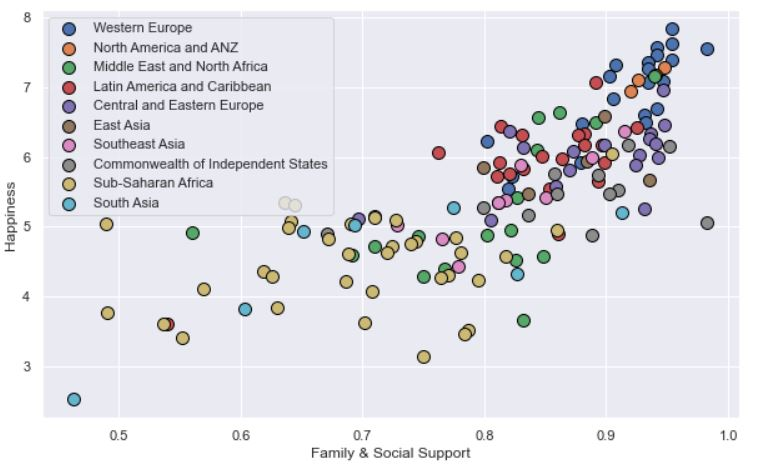 8
7
6
5
4
3
Happiness
Western Europe
North America and ANZ
Middle East and North Africa
Latin America and Caribbean
Central and Eastern Europe
East Asia
Southeast Asia
Commonwealth of Independent States
Sub-Saharan Africa
South Asia
0.5 0.6 0.7 0.8 0.9 1.0
Family & Social Support